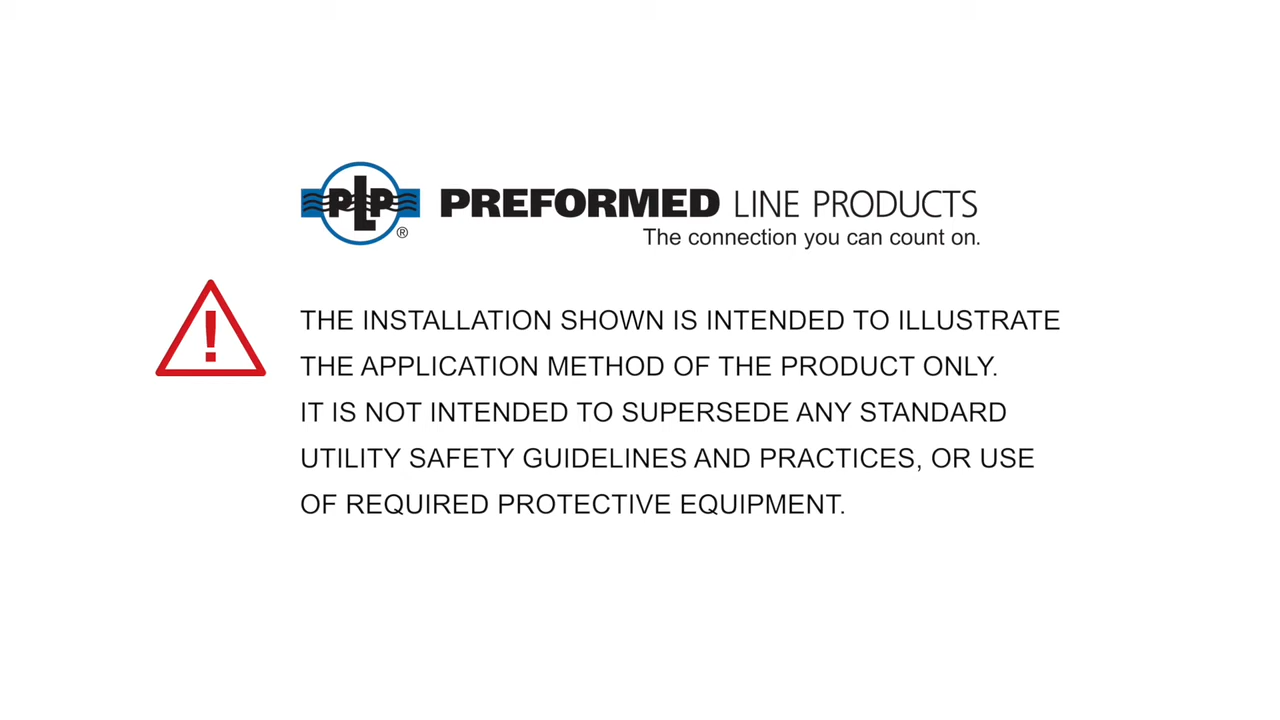 PLP®
PREFORMED LINE PRODUCTS
The connection you can count on.
!
THE INSTALLATION SHOWN IS INTENDED TO ILLUSTRATE
THE APPLICATION METHOD OF THE PRODUCT ONLY.
IT IS NOT INTENDED TO SUPERSEDE ANY STANDARD
UTILITY SAFETY GUIDELINES AND PRACTICES, OR USE
OF REQUIRED PROTECTIVE EQUIPMENT.